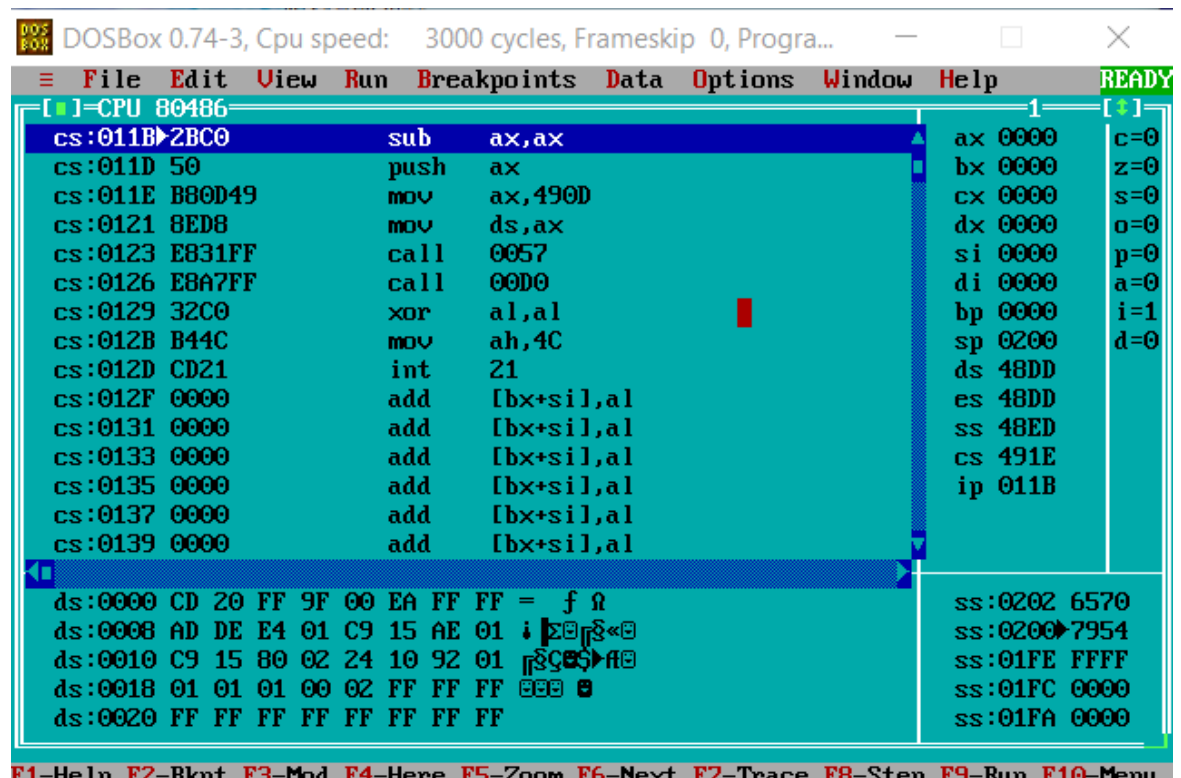 DOSBox 0.74-3, Cpu speed: 3000 cycles, Frameskip 0, Progra...
≡ File Edit View Run Breakpoints Data Options Window Help READY
[■]=CPU 80486 1 [↕]
cs:011B►2BC0 sub ax,ax ax 0000 c=0
cs:011D 50 push ax bx 0000 z=0
cs:011E B80D49 mov ax,490D cx 0000 s=0
cs:0121 8ED8 mov ds,ax dx 0000 o=0
cs:0123 E831FF call 0057 si 0000 p=0
cs:0126 E8A7FF call 00D0 di 0000 a=0
cs:0129 32C0 xor al,al bp 0000 i=1
cs:012B B44C mov ah,4C sp 0200 d=0
cs:012D CD21 int 21 ds 48DD
cs:012F 0000 add [bx+si],al es 48DD
cs:0131 0000 add [bx+si],al ss 48ED
cs:0133 0000 add [bx+si],al cs 491E
cs:0135 0000 add [bx+si],al ip 011B
cs:0137 0000 add [bx+si],al
cs:0139 0000 add [bx+si],al
ds:0000 CD 20 FF 9F 00 EA FF FF = ƒ Ω ss:0202 6570
ds:0008 AD DE E4 01 C9 15 AE 01 ¡▐Σ☺╔§«☺ ss:0200►7954
ds:0010 C9 15 80 02 24 10 92 01 ╔§Ç☻$►Æ☺ ss:01FE FFFF
ds:0018 01 01 01 00 02 FF FF FF ☺☺☺ ☻ ss:01FC 0000
ds:0020 FF FF FF FF FF FF FF FF ss:01FA 0000
F1-Help F2-Bkpt F3-Mod F4-Here F5-Zoom F6-Next F7-Trace F8-Step F9-Run F10-Menu